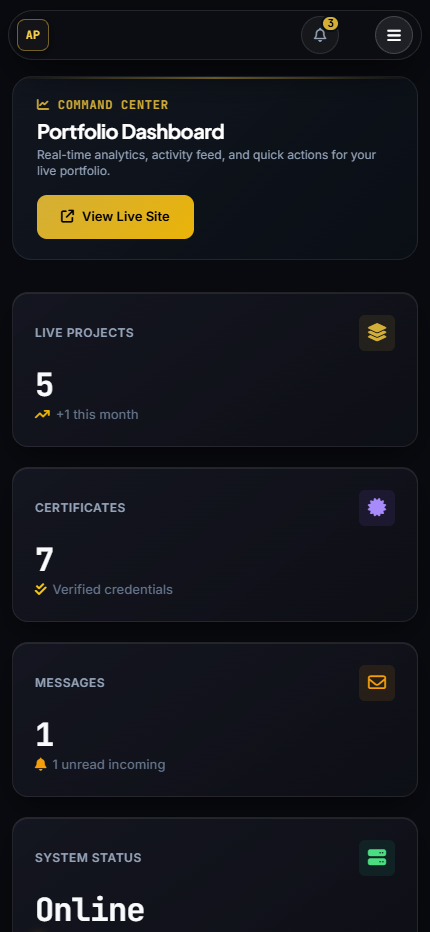 AP
3
COMMAND CENTER
Portfolio Dashboard
Real-time analytics, activity feed, and quick actions for your
live portfolio.
View Live Site
LIVE PROJECTS
5
+1 this month
CERTIFICATES
7
Verified credentials
MESSAGES
1
1 unread incoming
SYSTEM STATUS
Online